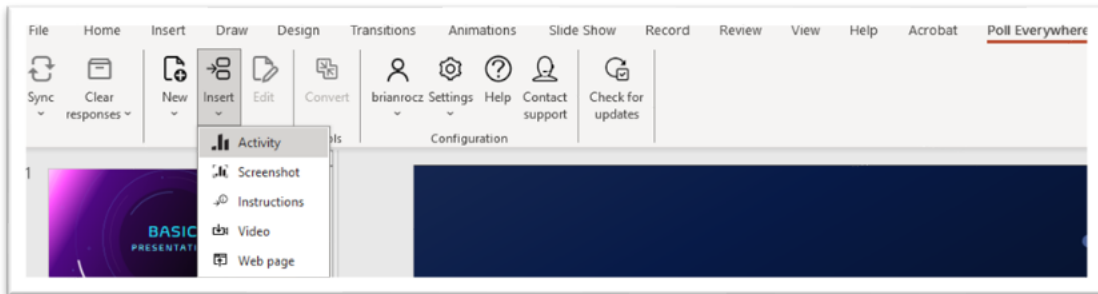 File Home Insert Draw Design Transitions Animations Slide Show Record Review View Help Acrobat Poll Everywhere
Sync Clear responses New Insert Edit Convert brianrocz Settings Help Contact support Check for updates
Configuration
Activity
Screenshot
Instructions
Video
Web page
1
BASIC